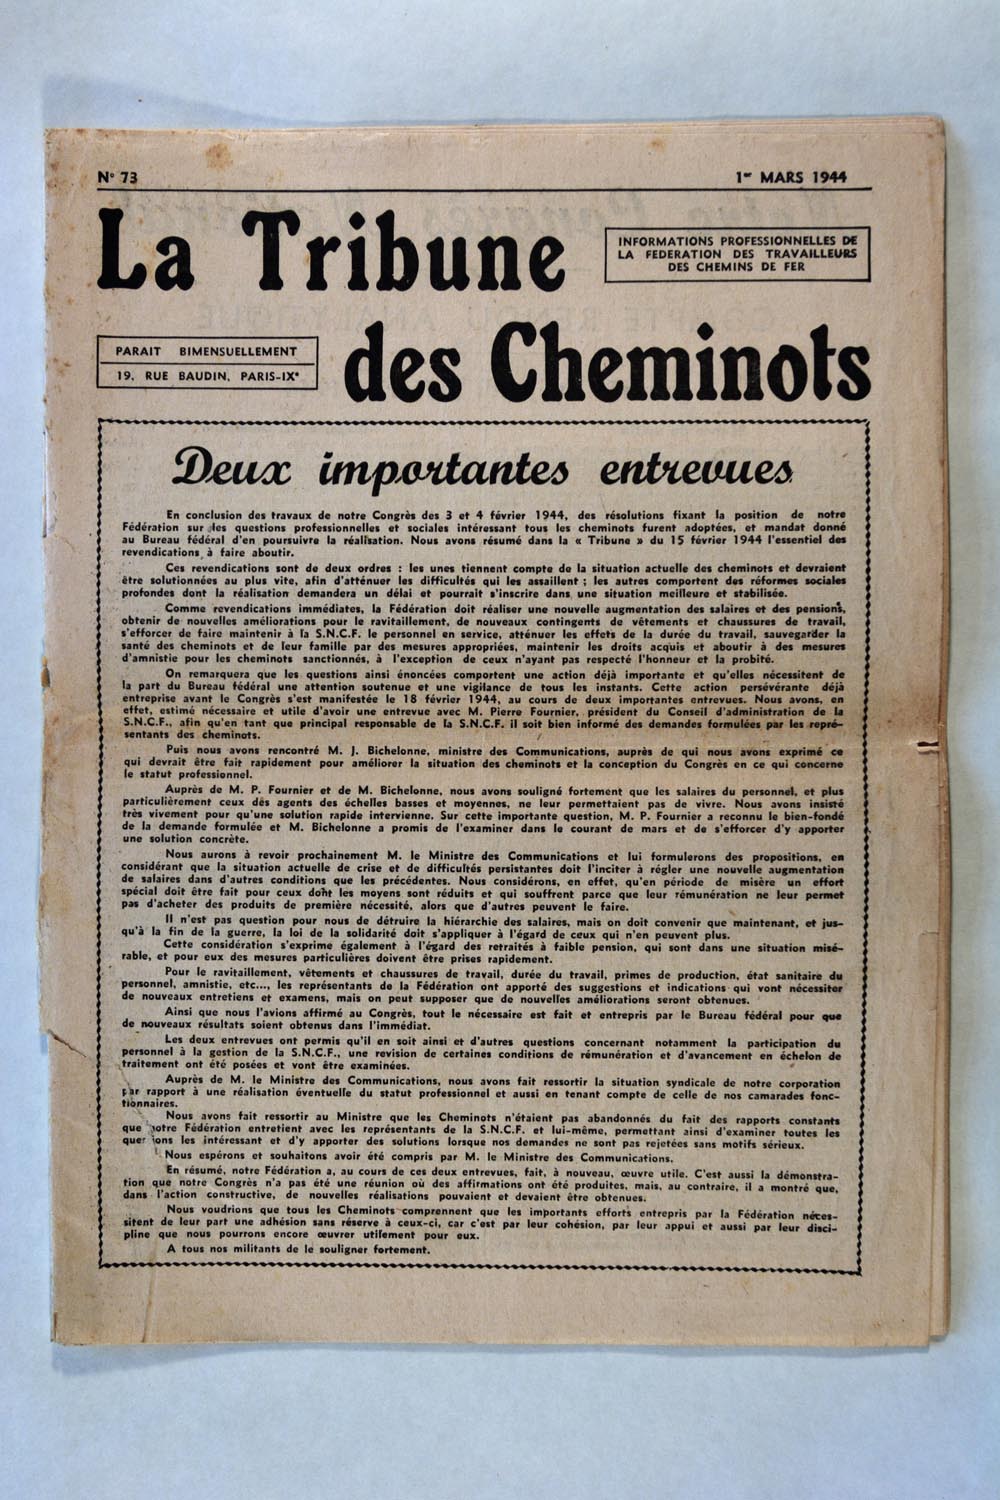 N° 73
1er MARS 1944
La Tribune
INFORMATIONS PROFESSIONNELLES DE
LA FEDERATION DES TRAVAILLEURS
DES CHEMINS DE FER
PARAIT BIMENSUELLEMENT
19, RUE BAUDIN, PARIS-IXe
des Cheminots
Deux importantes entrevues
En conclusion des travaux de notre Congrès des 3 et 4 février 1944, des résolutions fixant la position de notre
Fédération sur les questions professionnelles et sociales intéressant tous les cheminots furent adoptées, et mandat donné
au Bureau fédéral d'en poursuivre la réalisation. Nous avons résumé dans la « Tribune » du 15 février 1944 l'essentiel des
revendications à faire aboutir.
Ces revendications sont de deux ordres : les unes tiennent compte de la situation actuelle des cheminots et devraient
être solutionnées au plus vite, afin d'atténuer les difficultés qui les assaillent ; les autres comportent des réformes sociales
profondes dont la réalisation demandera un délai et pourrait s'inscrire dans une situation meilleure et stabilisée.
Comme revendications immédiates, la Fédération doit réaliser une nouvelle augmentation des salaires et des pensions,
obtenir de nouvelles améliorations pour le ravitaillement, de nouveaux contingents de vêtements et chaussures de travail,
s'efforcer de faire maintenir à la S.N.C.F. le personnel en service, atténuer les effets de la durée du travail, sauvegarder la
santé des cheminots et de leur famille par des mesures appropriées, maintenir les droits acquis et aboutir à des mesures
d'amnistie pour les cheminots sanctionnés, à l'exception de ceux n'ayant pas respecté l'honneur et la probité.
On remarquera que les questions ainsi énoncées comportent une action déjà importante et qu'elles nécessitent de
la part du Bureau fédéral une attention soutenue et une vigilance de tous les instants. Cette action persévérante déjà
entreprise avant le Congrès s'est manifestée le 18 février 1944, au cours de deux importantes entrevues. Nous avons, en
effet, estimé nécessaire et utile d'avoir une entrevue avec M. Pierre Fournier, président du Conseil d'administration de la
S.N.C.F., afin qu'en tant que principal responsable de la S.N.C.F. il soit bien informé des demandes formulées par les repré-
sentants des cheminots.
Puis nous avons rencontré M. J. Bichelonne, ministre des Communications, auprès de qui nous avons exprimé ce
qui devrait être fait rapidement pour améliorer la situation des cheminots et la conception du Congrès en ce qui concerne
le statut professionnel.
Auprès de M. P. Fournier et de M. Bichelonne, nous avons souligné fortement que les salaires du personnel, et plus
particulièrement ceux des agents des échelles basses et moyennes, ne leur permettaient pas de vivre. Nous avons insisté
très vivement pour qu'une solution rapide intervienne. Sur cette importante question, M. P. Fournier a reconnu le bien-fondé
de la demande formulée et M. Bichelonne a promis de l'examiner dans le courant de mars et de s'efforcer d'y apporter
une solution concrète.
Nous aurons à revoir prochainement M. le Ministre des Communications et lui formulerons des propositions, en
considérant que la situation actuelle de crise et de difficultés persistantes doit l'inciter à régler une nouvelle augmentation
de salaires dans d'autres conditions que les précédentes. Nous considérons, en effet, qu'en période de misère un effort
spécial doit être fait pour ceux dont les moyens sont réduits et qui souffrent parce que leur rémunération ne leur permet
pas d'acheter des produits de première nécessité, alors que d'autres peuvent le faire.
Il n'est pas question pour nous de détruire la hiérarchie des salaires, mais on doit convenir que maintenant, et jus-
qu'à la fin de la guerre, la loi de la solidarité doit s'appliquer à l'égard de ceux qui n'en peuvent plus.
Cette considération s'exprime également à l'égard des retraités à faible pension, qui sont dans une situation misé-
rable, et pour eux des mesures particulières doivent être prises rapidement.
Pour le ravitaillement, vêtements et chaussures de travail, durée du travail, primes de production, état sanitaire du
personnel, amnistie, etc..., les représentants de la Fédération ont apporté des suggestions et indications qui vont nécessiter
de nouveaux entretiens et examens, mais on peut supposer que de nouvelles améliorations seront obtenues.
Ainsi que nous l'avions affirmé au Congrès, tout le nécessaire est fait et entrepris par le Bureau fédéral pour que
de nouveaux résultats soient obtenus dans l'immédiat.
Les deux entrevues ont permis qu'il en soit ainsi et d'autres questions concernant notamment la participation du
personnel à la gestion de la S.N.C.F., une revision de certaines conditions de rémunération et d'avancement en échelon de
traitement ont été posées et vont être examinées.
Auprès de M. le Ministre des Communications, nous avons fait ressortir la situation syndicale de notre corporation
par rapport à une réalisation éventuelle du statut professionnel et aussi en tenant compte de celle de nos camarades fonc-
tionnaires.
Nous avons fait ressortir au Ministre que les Cheminots n'étaient pas abandonnés du fait des rapports constants
que notre Fédération entretient avec les représentants de la S.N.C.F. et lui-même, permettant ainsi d'examiner toutes les
questions les intéressant et d'y apporter des solutions lorsque nos demandes ne sont pas rejetées sans motifs sérieux.
Nous espérons et souhaitons avoir été compris par M. le Ministre des Communications.
En résumé, notre Fédération a, au cours de ces deux entrevues, fait, à nouveau, œuvre utile. C'est aussi la démonstra-
tion que notre Congrès n'a pas été une réunion où des affirmations ont été produites, mais, au contraire, il a montré que,
dans l'action constructive, de nouvelles réalisations pouvaient et devaient être obtenues.
Nous voudrions que tous les Cheminots comprennent que les importants efforts entrepris par la Fédération néces-
sitent de leur part une adhésion sans réserve à ceux-ci, car c'est par leur cohésion, par leur appui et aussi par leur disci-
pline que nous pourrons encore œuvrer utilement pour eux.
A tous nos militants de le souligner fortement.